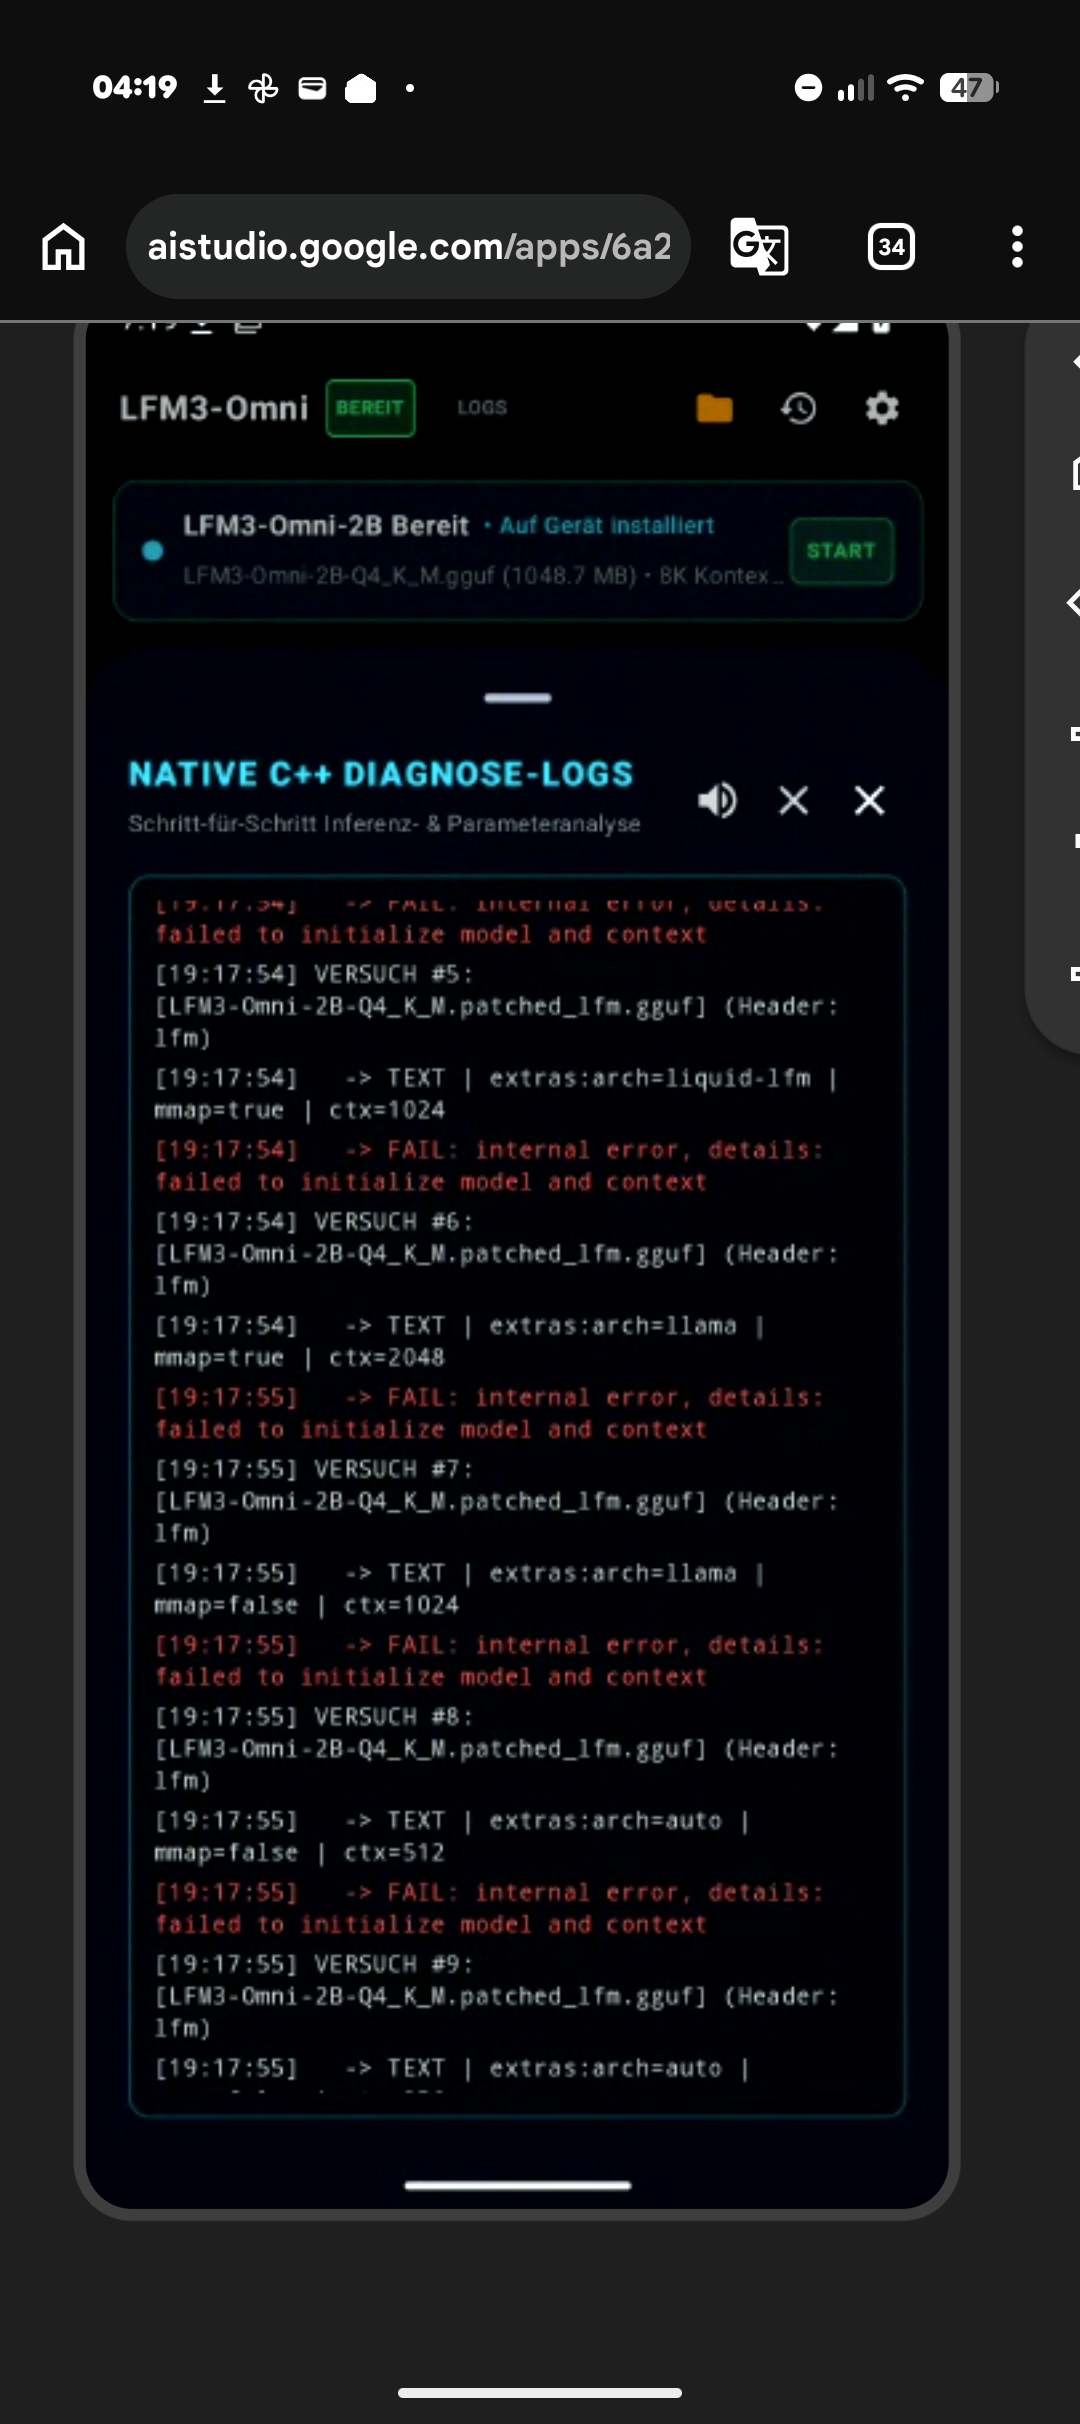 04:19
47
aistudio.google.com/apps/6a2
34
LFM3-Omni BEREIT LOGS
LFM3-Omni-2B Bereit • Auf Gerät installiert
START
LFM3-Omni-2B-Q4_K_M.gguf (1048.7 MB) • 8K Kontex…
NATIVE C++ DIAGNOSE-LOGS
Schritt-für-Schritt Inferenz- & Parameteranalyse
[19:17:54] -> FAIL: internal error, details:
failed to initialize model and context
[19:17:54] VERSUCH #5:
[LFM3-Omni-2B-Q4_K_M.patched_lfm.gguf] (Header:
lfm)
[19:17:54] -> TEXT | extras:arch=liquid-lfm |
mmap=true | ctx=1024
[19:17:54] -> FAIL: internal error, details:
failed to initialize model and context
[19:17:54] VERSUCH #6:
[LFM3-Omni-2B-Q4_K_M.patched_lfm.gguf] (Header:
lfm)
[19:17:54] -> TEXT | extras:arch=llama |
mmap=true | ctx=2048
[19:17:55] -> FAIL: internal error, details:
failed to initialize model and context
[19:17:55] VERSUCH #7:
[LFM3-Omni-2B-Q4_K_M.patched_lfm.gguf] (Header:
lfm)
[19:17:55] -> TEXT | extras:arch=llama |
mmap=false | ctx=1024
[19:17:55] -> FAIL: internal error, details:
failed to initialize model and context
[19:17:55] VERSUCH #8:
[LFM3-Omni-2B-Q4_K_M.patched_lfm.gguf] (Header:
lfm)
[19:17:55] -> TEXT | extras:arch=auto |
mmap=false | ctx=512
[19:17:55] -> FAIL: internal error, details:
failed to initialize model and context
[19:17:55] VERSUCH #9:
[LFM3-Omni-2B-Q4_K_M.patched_lfm.gguf] (Header:
lfm)
[19:17:55] -> TEXT | extras:arch=auto |